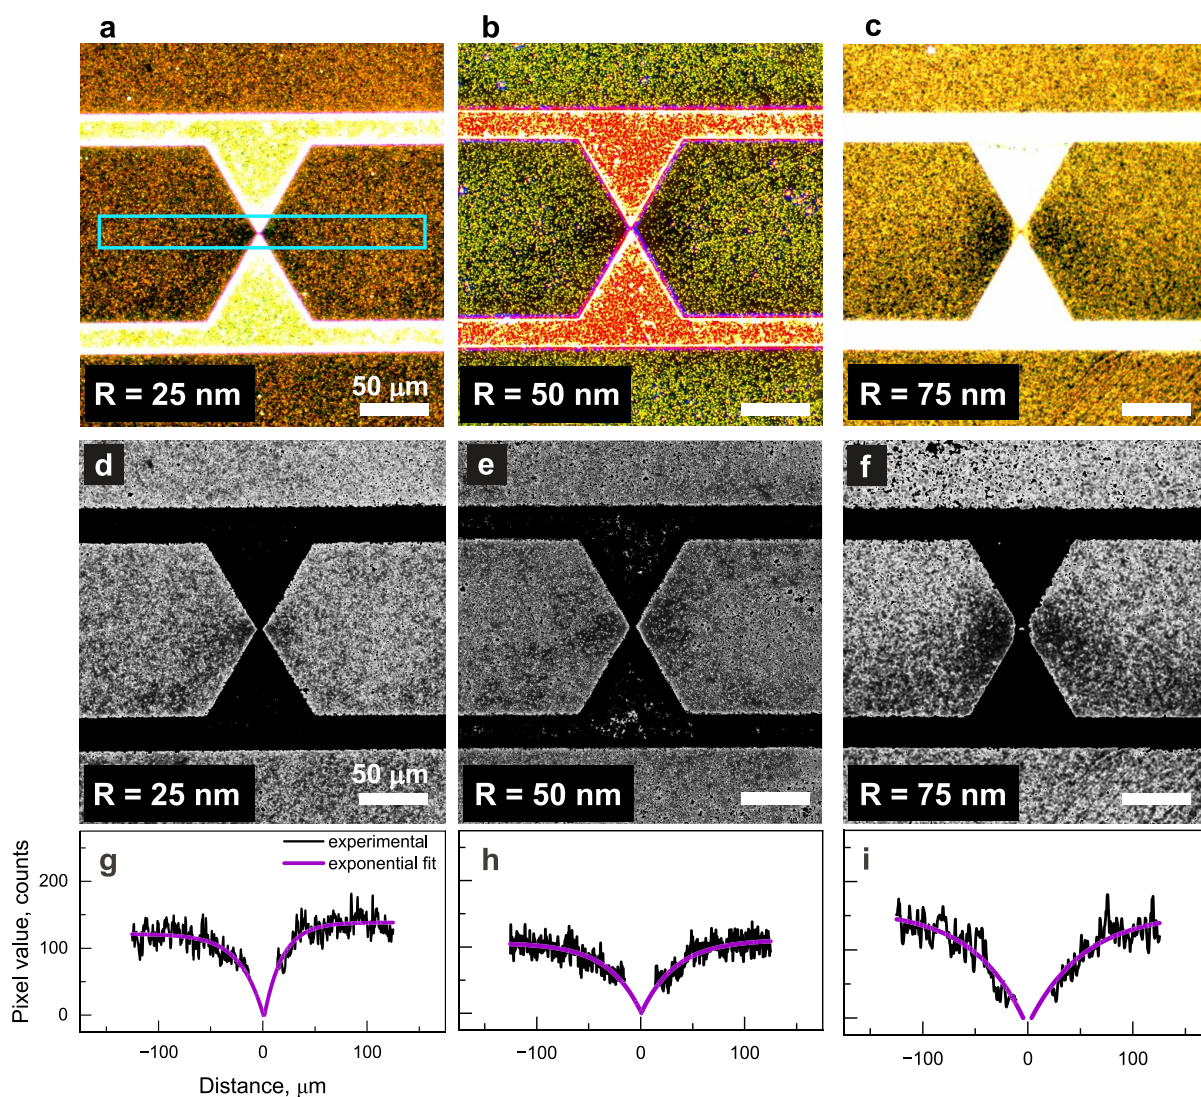 a
b
c
R = 25 nm
50 μm
R = 50 nm
R = 75 nm
d
e
f
R = 25 nm
50 μm
R = 50 nm
R = 75 nm
g
experimental
exponential fit
h
i
200
100
0
Pixel value, counts
−100 0 100
−100 0 100
−100 0 100
Distance, μm